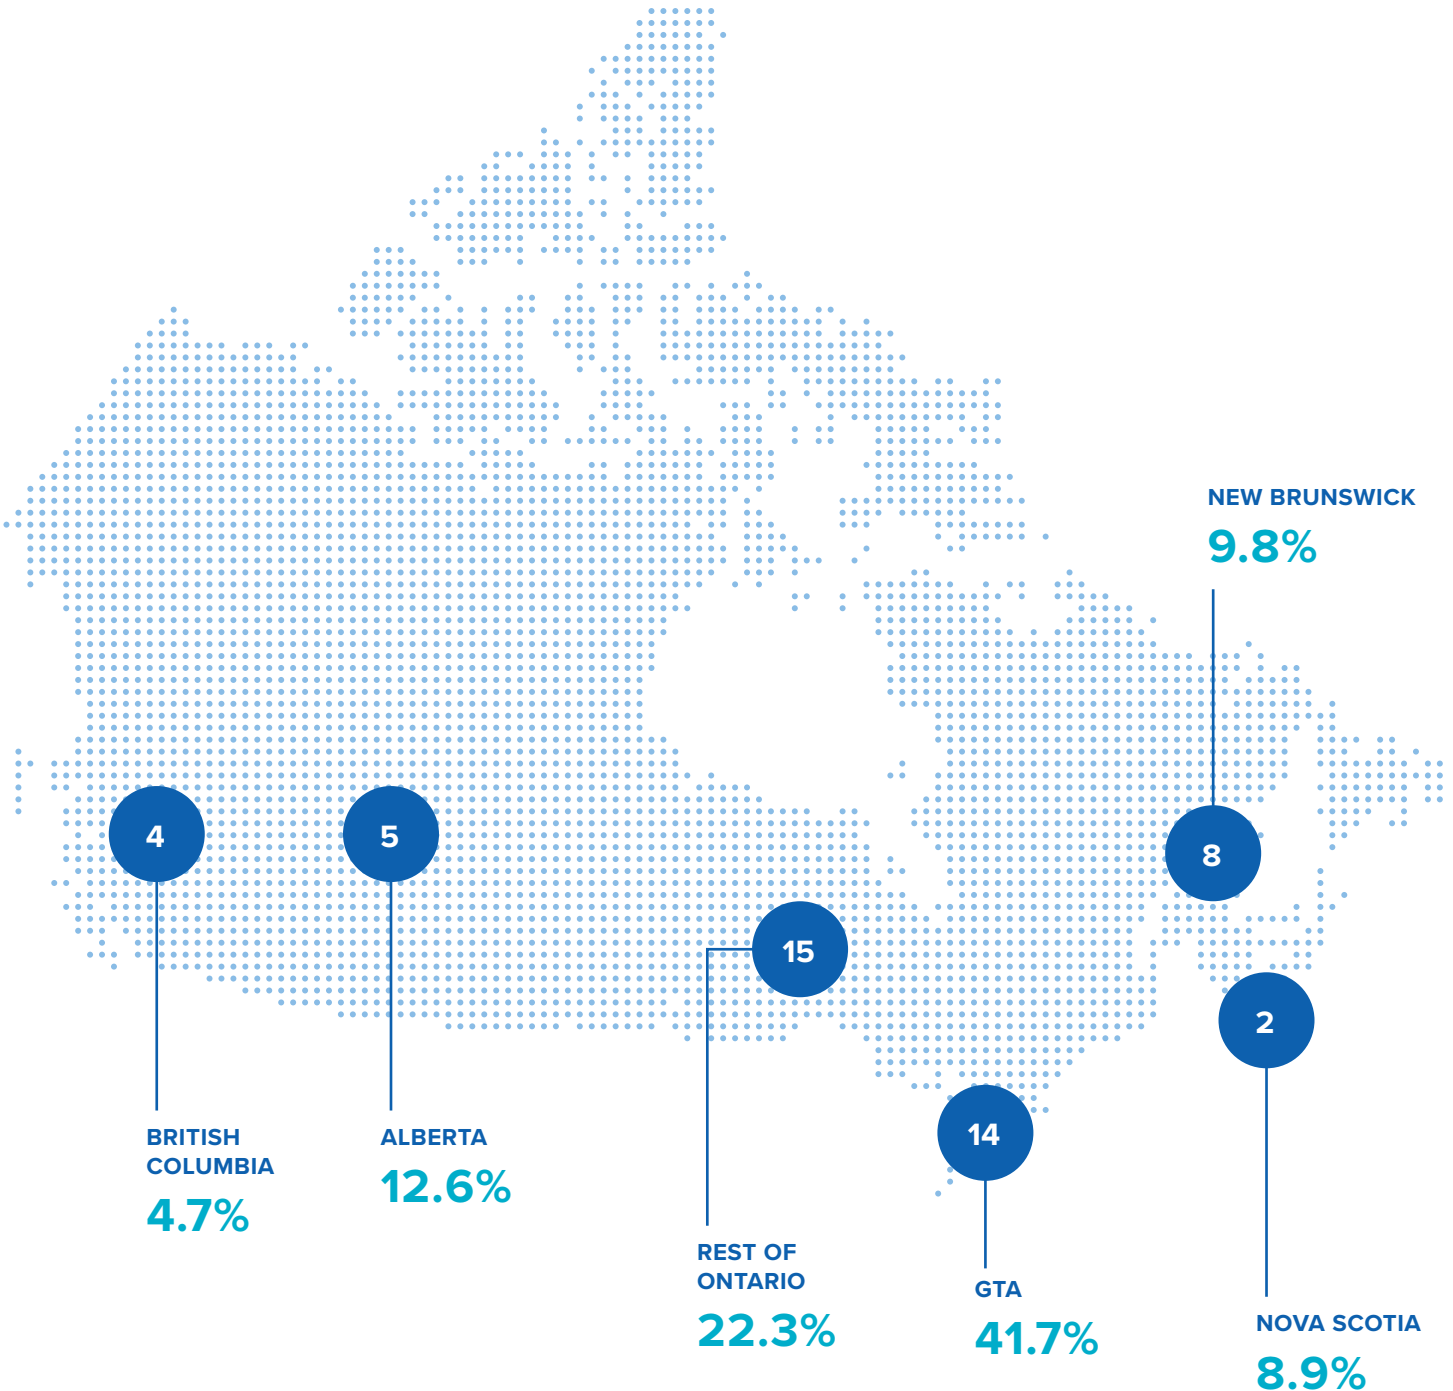 NEW BRUNSWICK
9.8%
4
5
8
15
2
14
BRITISH
COLUMBIA
4.7%
ALBERTA
12.6%
REST OF
ONTARIO
22.3%
GTA
41.7%
NOVA SCOTIA
8.9%